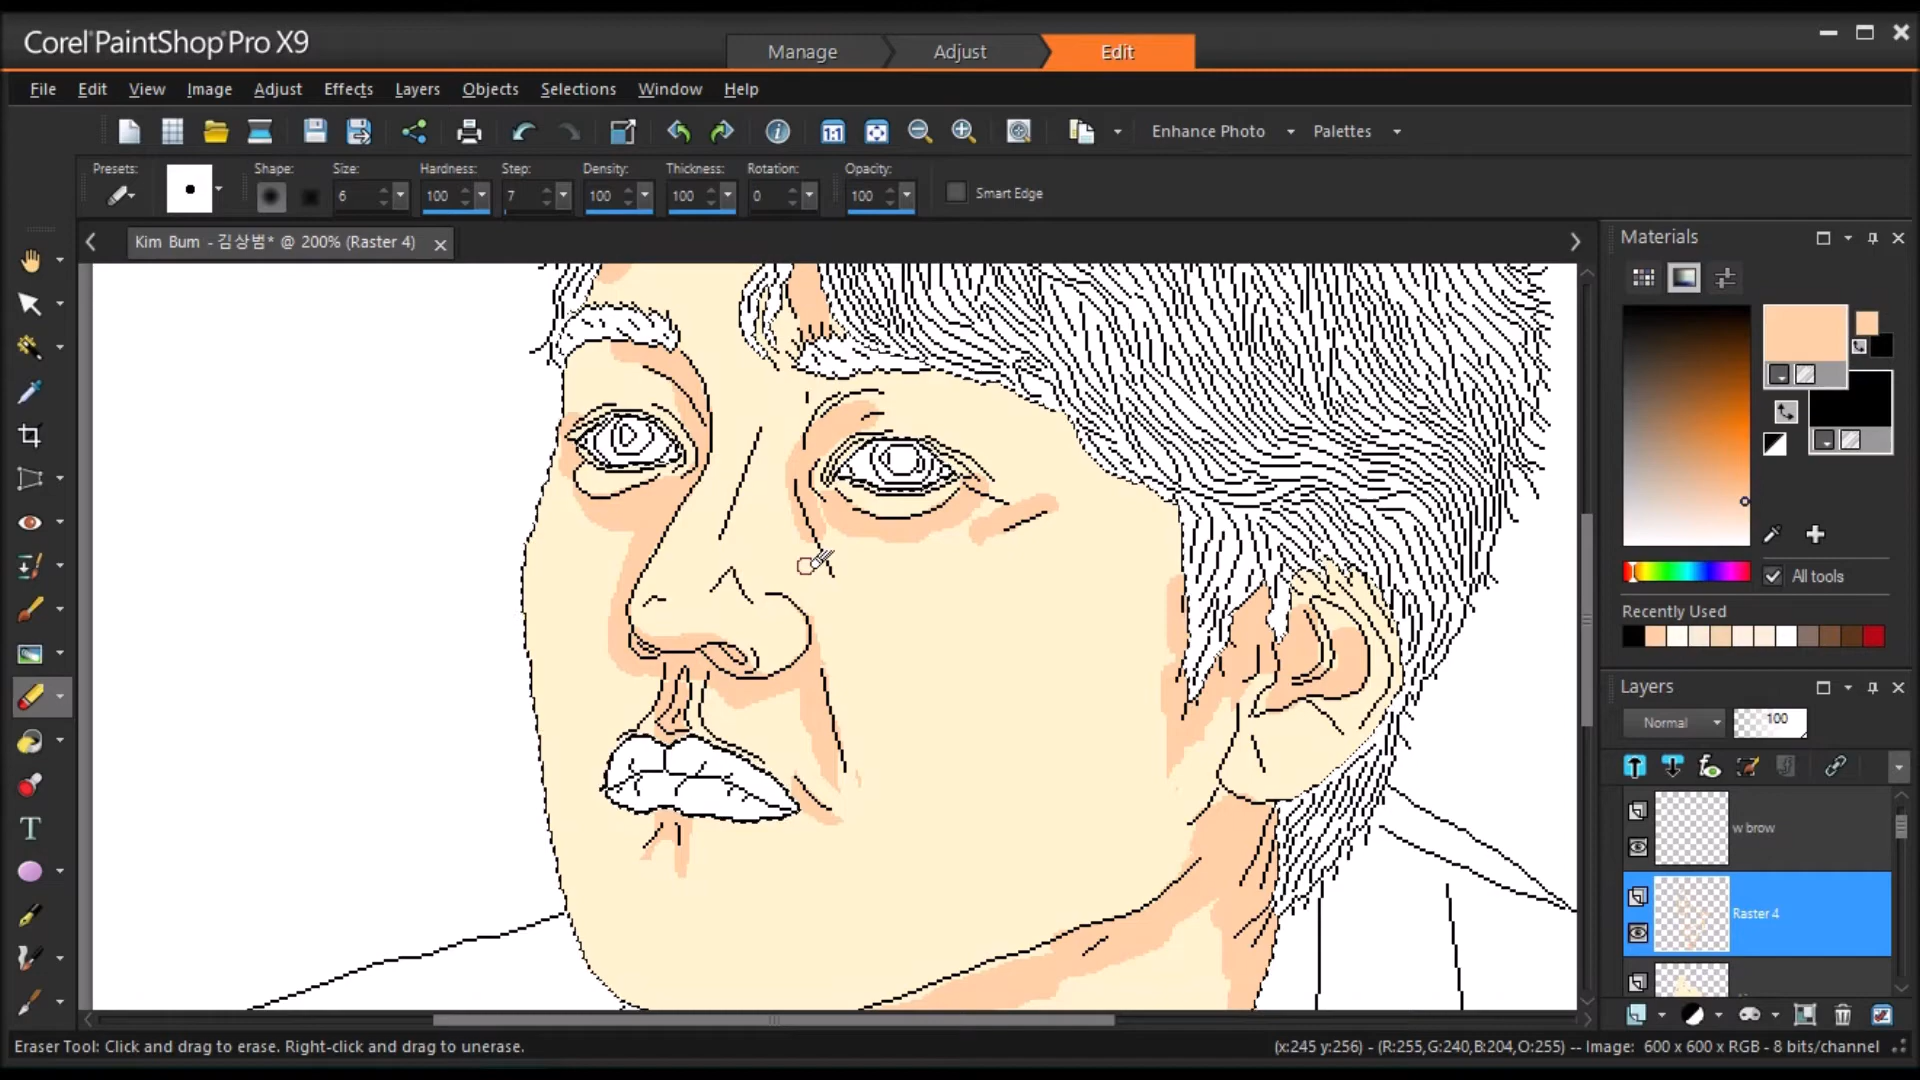 Corel PaintShop Pro X9
Manage Adjust Edit
File Edit View Image Adjust Effects Layers Objects Selections Window Help
1:1 Enhance Photo Palettes
Presets: Shape: Size: Hardness: Step: Density: Thickness: Rotation: Opacity:
6 100 7 100 100 0 100 Smart Edge
Kim Bum - 김상범* @ 200% (Raster 4)
Materials
All tools
Recently Used
Layers
Normal 100
w brow
Raster 4
Eraser Tool: Click and drag to erase. Right-click and drag to unerase.
(x:245 y:256) - (R:255,G:240,B:204,O:255) -- Image: 600 x 600 x RGB - 8 bits/channel